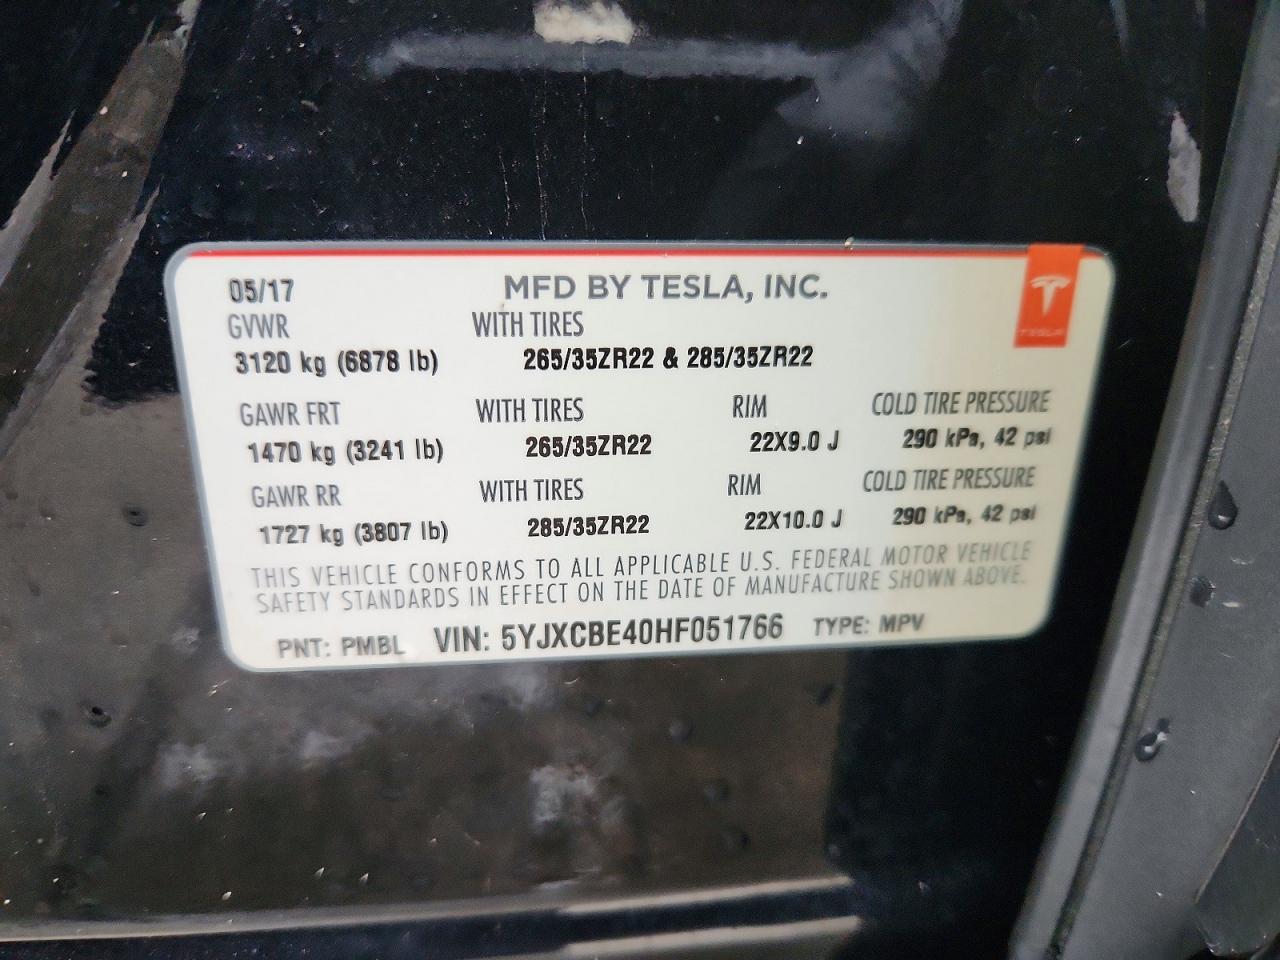 05/17 MFD BY TESLA, INC.
TESLA
GVWR WITH TIRES
3120 kg (6878 lb) 265/35ZR22 & 285/35ZR22
GAWR FRT WITH TIRES RIM COLD TIRE PRESSURE
1470 kg (3241 lb) 265/35ZR22 22X9.0 J 290 kPa, 42 psi
GAWR RR WITH TIRES RIM COLD TIRE PRESSURE
1727 kg (3807 lb) 285/35ZR22 22X10.0 J 290 kPa, 42 psi
THIS VEHICLE CONFORMS TO ALL APPLICABLE U.S. FEDERAL MOTOR VEHICLE
SAFETY STANDARDS IN EFFECT ON THE DATE OF MANUFACTURE SHOWN ABOVE.
PNT: PMBL VIN: 5YJXCBE40HF051766 TYPE: MPV